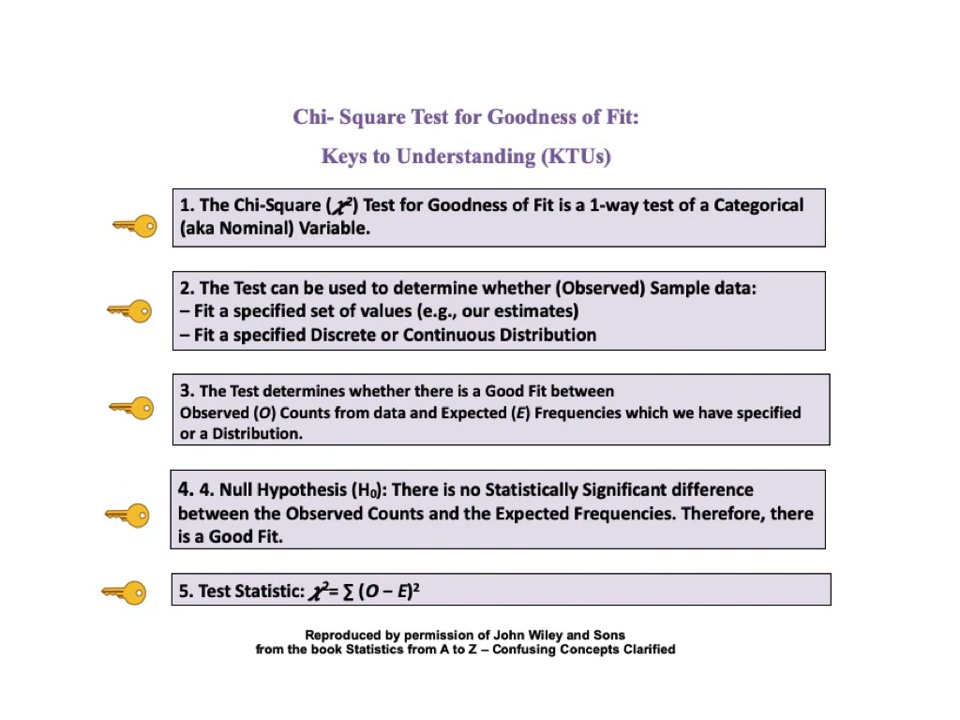 Chi- Square Test for Goodness of Fit:
Keys to Understanding (KTUs)
1. The Chi-Square (𝝌²) Test for Goodness of Fit is a 1-way test of a Categorical
(aka Nominal) Variable.
2. The Test can be used to determine whether (Observed) Sample data:
– Fit a specified set of values (e.g., our estimates)
– Fit a specified Discrete or Continuous Distribution
3. The Test determines whether there is a Good Fit between
Observed (O) Counts from data and Expected (E) Frequencies which we have specified
or a Distribution.
4. 4. Null Hypothesis (H₀): There is no Statistically Significant difference
between the Observed Counts and the Expected Frequencies. Therefore, there
is a Good Fit.
5. Test Statistic: 𝝌²= ∑ (O – E)²
Reproduced by permission of John Wiley and Sons
from the book Statistics from A to Z – Confusing Concepts Clarified